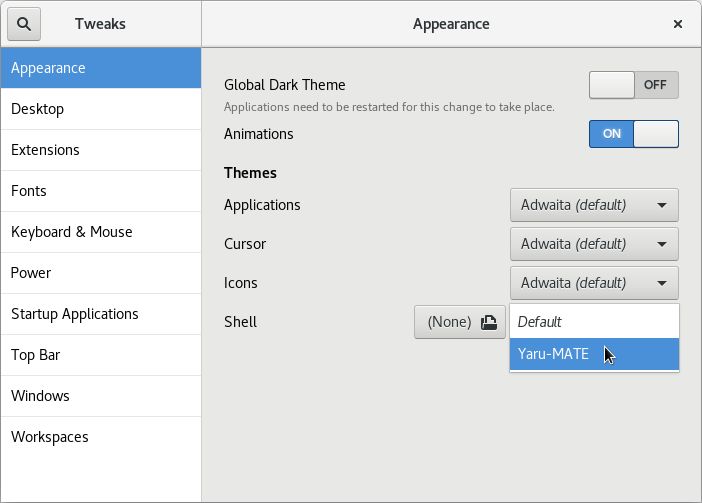 Tweaks
Appearance
Appearance
Desktop
Extensions
Fonts
Keyboard & Mouse
Power
Startup Applications
Top Bar
Windows
Workspaces
Global Dark Theme OFF
Applications need to be restarted for this change to take place.
Animations ON
Themes
Applications Adwaita (default)
Cursor Adwaita (default)
Icons Adwaita (default)
Shell (None) Default
Yaru-MATE